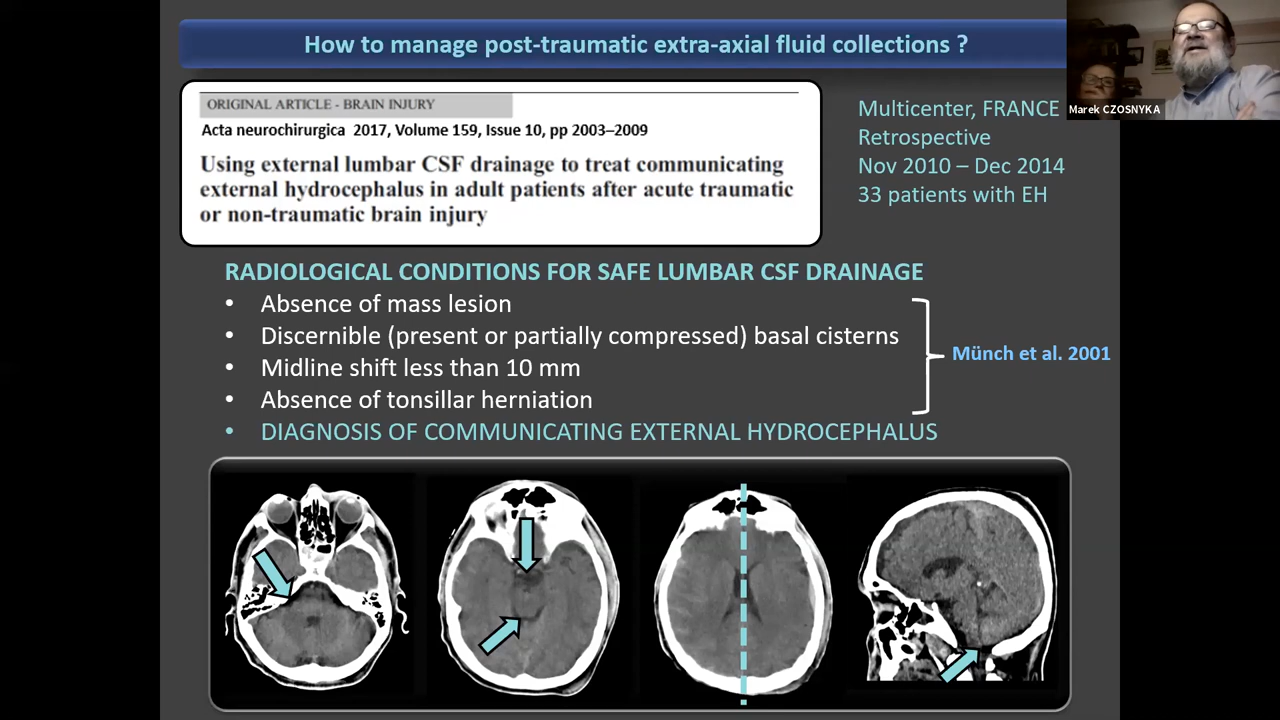 How to manage post-traumatic extra-axial fluid collections ?
Marek CZOSNYKA
ORIGINAL ARTICLE - BRAIN INJURY
Acta neurochirurgica 2017, Volume 159, Issue 10, pp 2003–2009
Using external lumbar CSF drainage to treat communicating
external hydrocephalus in adult patients after acute traumatic
or non-traumatic brain injury
Multicenter, FRANCE
Retrospective
Nov 2010 – Dec 2014
33 patients with EH
RADIOLOGICAL CONDITIONS FOR SAFE LUMBAR CSF DRAINAGE
• Absence of mass lesion
• Discernible (present or partially compressed) basal cisterns
• Midline shift less than 10 mm
• Absence of tonsillar herniation
• DIAGNOSIS OF COMMUNICATING EXTERNAL HYDROCEPHALUS
Münch et al. 2001